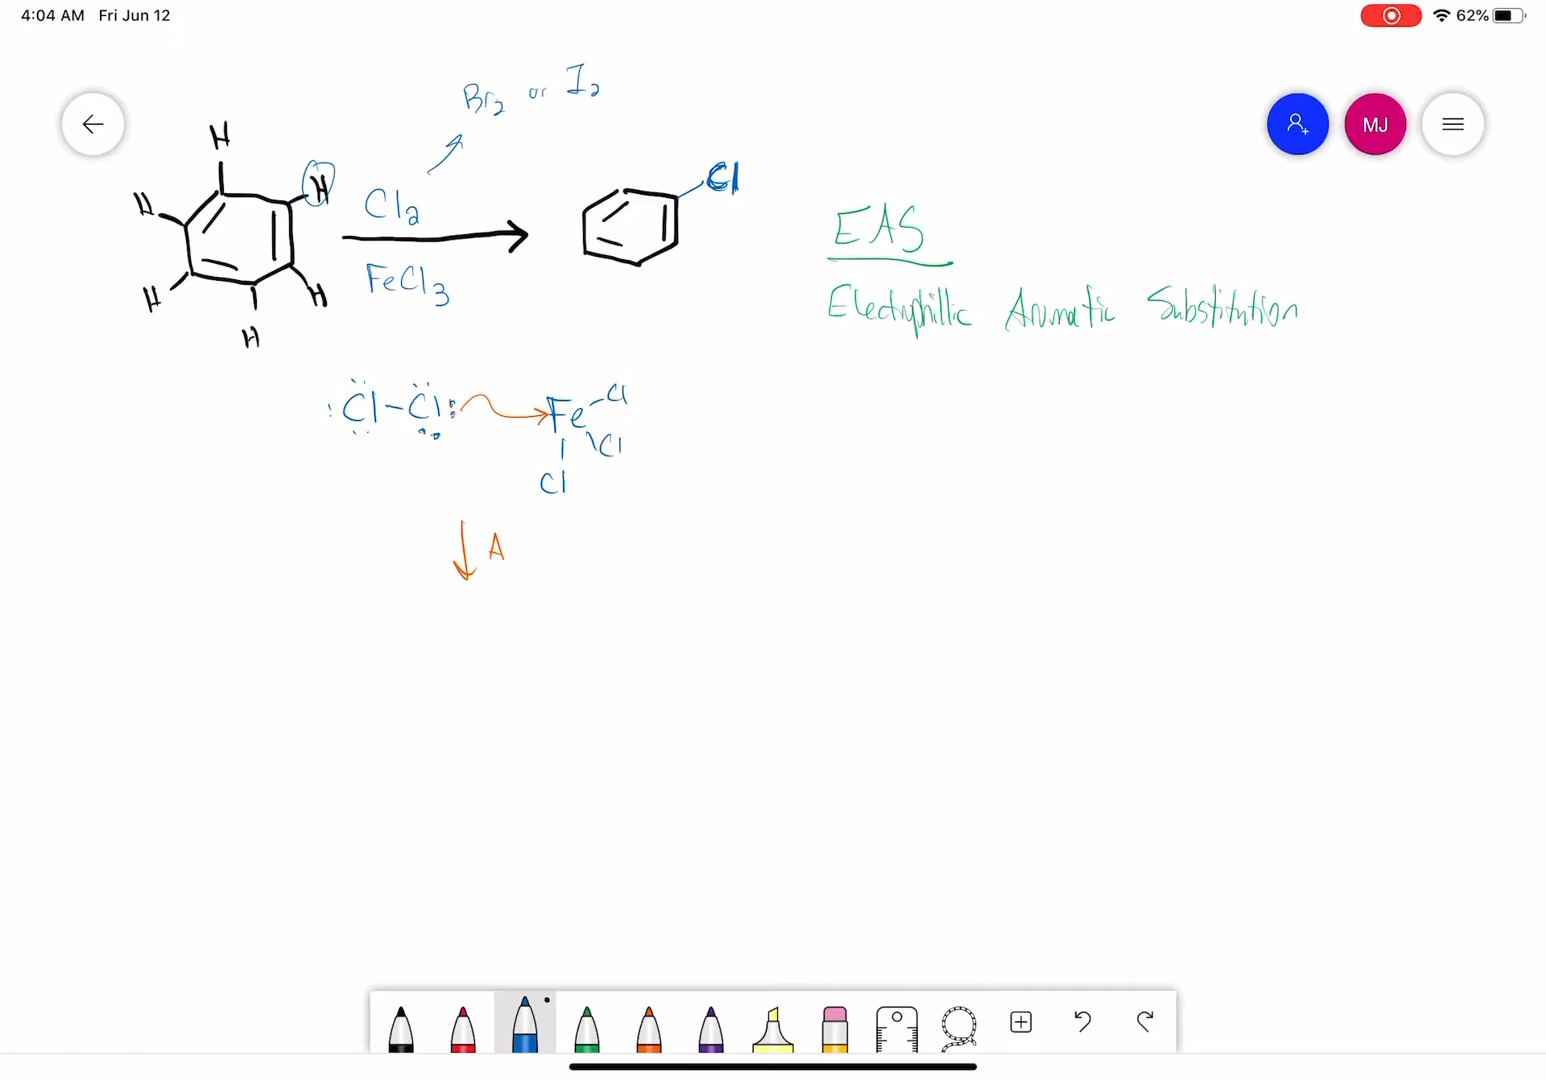 4:04 AM Fri Jun 12
62%
Br₂ or I₂
H
H
H
Cl
MJ
Cl₂
EAS
FeCl₃
H
H
Electrophillic Aromatic Substitution
H
:Cl–Cl: Fe Cl
Cl
Cl
A